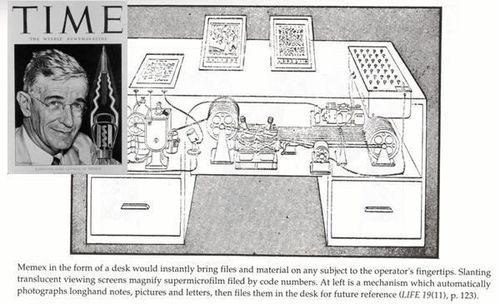 TIME
THE WEEKLY NEWSMAGAZINE
Memex in the form of a desk would instantly bring files and material on any subject to the operator's fingertips. Slanting
translucent viewing screens magnify supermicrofilm filed by code numbers. At left is a mechanism which automatically
photographs longhand notes, pictures and letters, then files them in the desk for future reference (LIFE 19(11), p. 123).